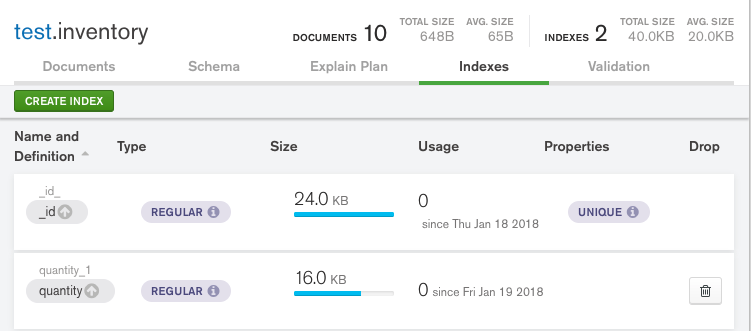 test.inventory
DOCUMENTS 10 TOTAL SIZE 648B AVG. SIZE 65B INDEXES 2 TOTAL SIZE 40.0KB AVG. SIZE 20.0KB
Documents Schema Explain Plan Indexes Validation
CREATE INDEX
Name and Definition Type Size Usage Properties Drop
_id_
_id REGULAR 24.0 KB 0 since Thu Jan 18 2018 UNIQUE
quantity_1
quantity REGULAR 16.0 KB 0 since Fri Jan 19 2018